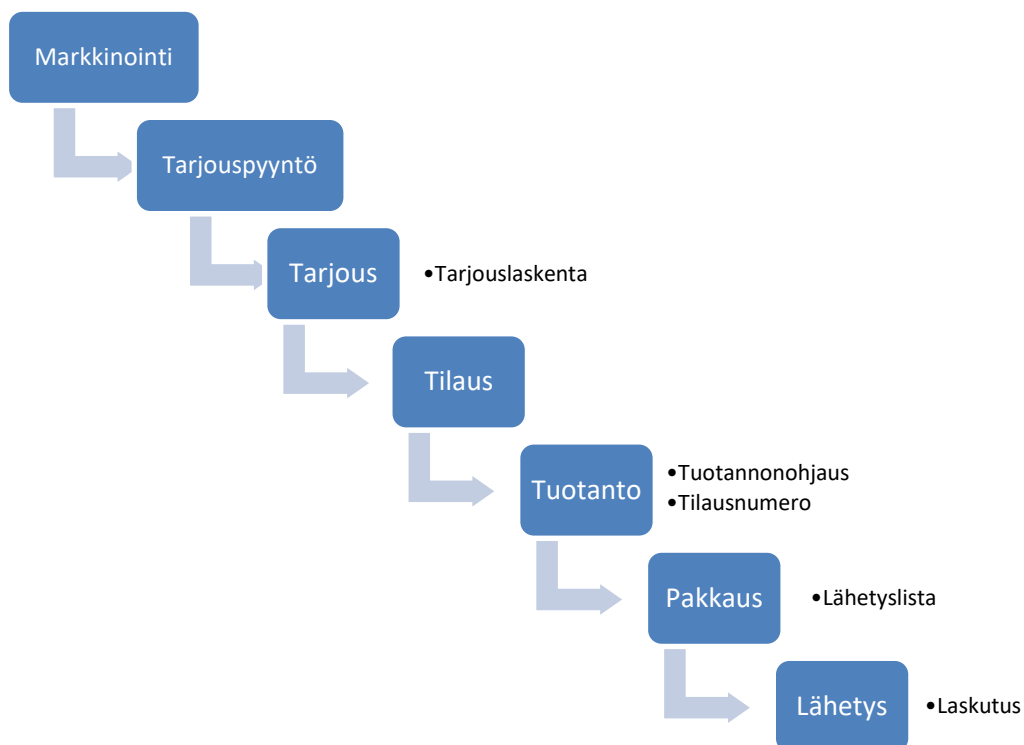 Markkinointi
Tarjouspyyntö
Tarjous
•Tarjouslaskenta
Tilaus
Tuotanto
•Tuotannonohjaus
•Tilausnumero
Pakkaus
•Lähetyslista
Lähetys
•Laskutus